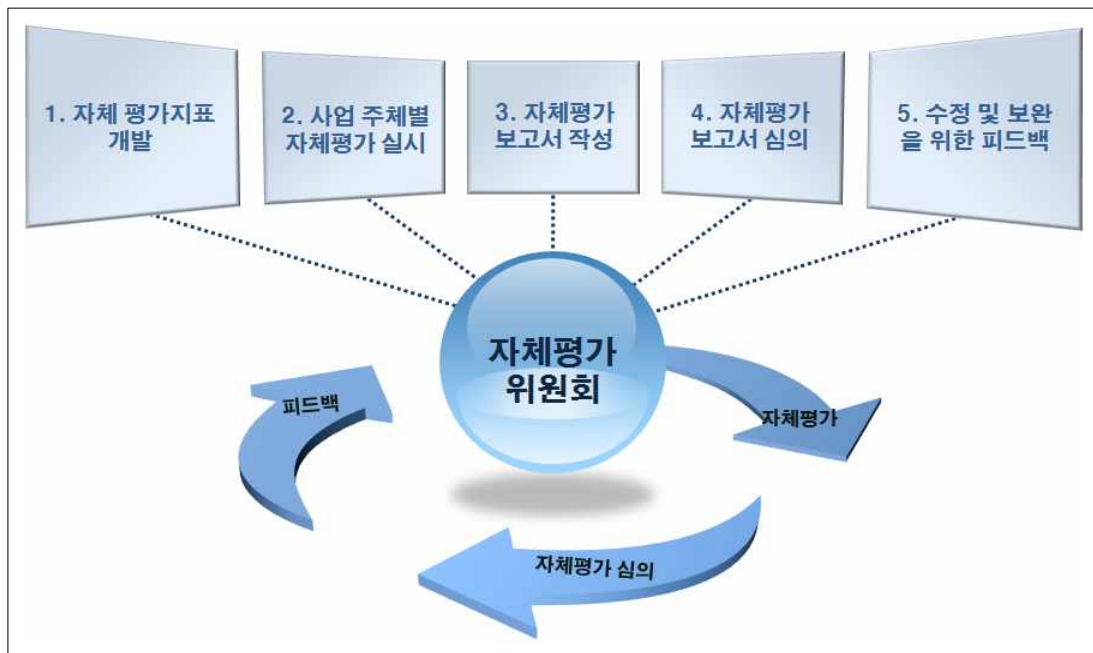 1. 자체 평가지표
개발
2. 사업 주체별
자체평가 실시
3. 자체평가
보고서 작성
4. 자체평가
보고서 심의
5. 수정 및 보완
을 위한 피드백
자체평가
위원회
피드백
자체평가
자체평가 심의